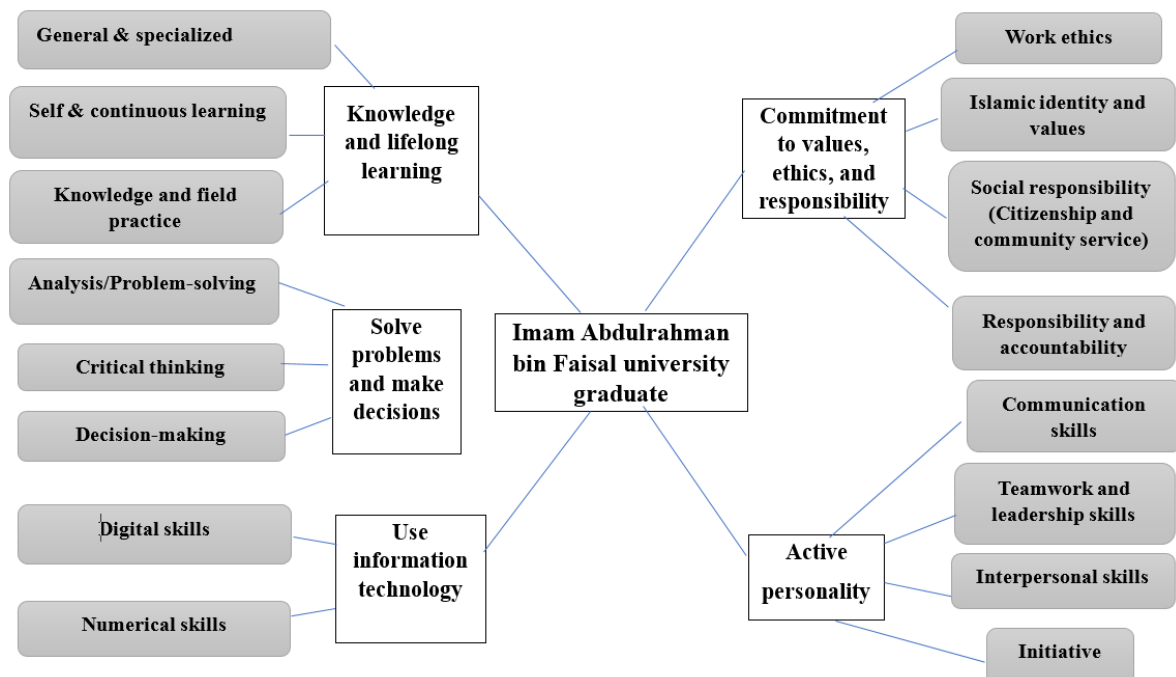 General & specialized
Self & continuous learning
Knowledge and field
practice
Knowledge
and lifelong
learning
Analysis/Problem-solving
Critical thinking
Decision-making
Solve
problems
and make
decisions
Digital skills
Numerical skills
Use
information
technology
Imam Abdulrahman
bin Faisal university
graduate
Commitment
to values,
ethics, and
responsibility
Work ethics
Islamic identity and
values
Social responsibility
(Citizenship and
community service)
Responsibility and
accountability
Active
personality
Communication
skills
Teamwork and
leadership skills
Interpersonal skills
Initiative